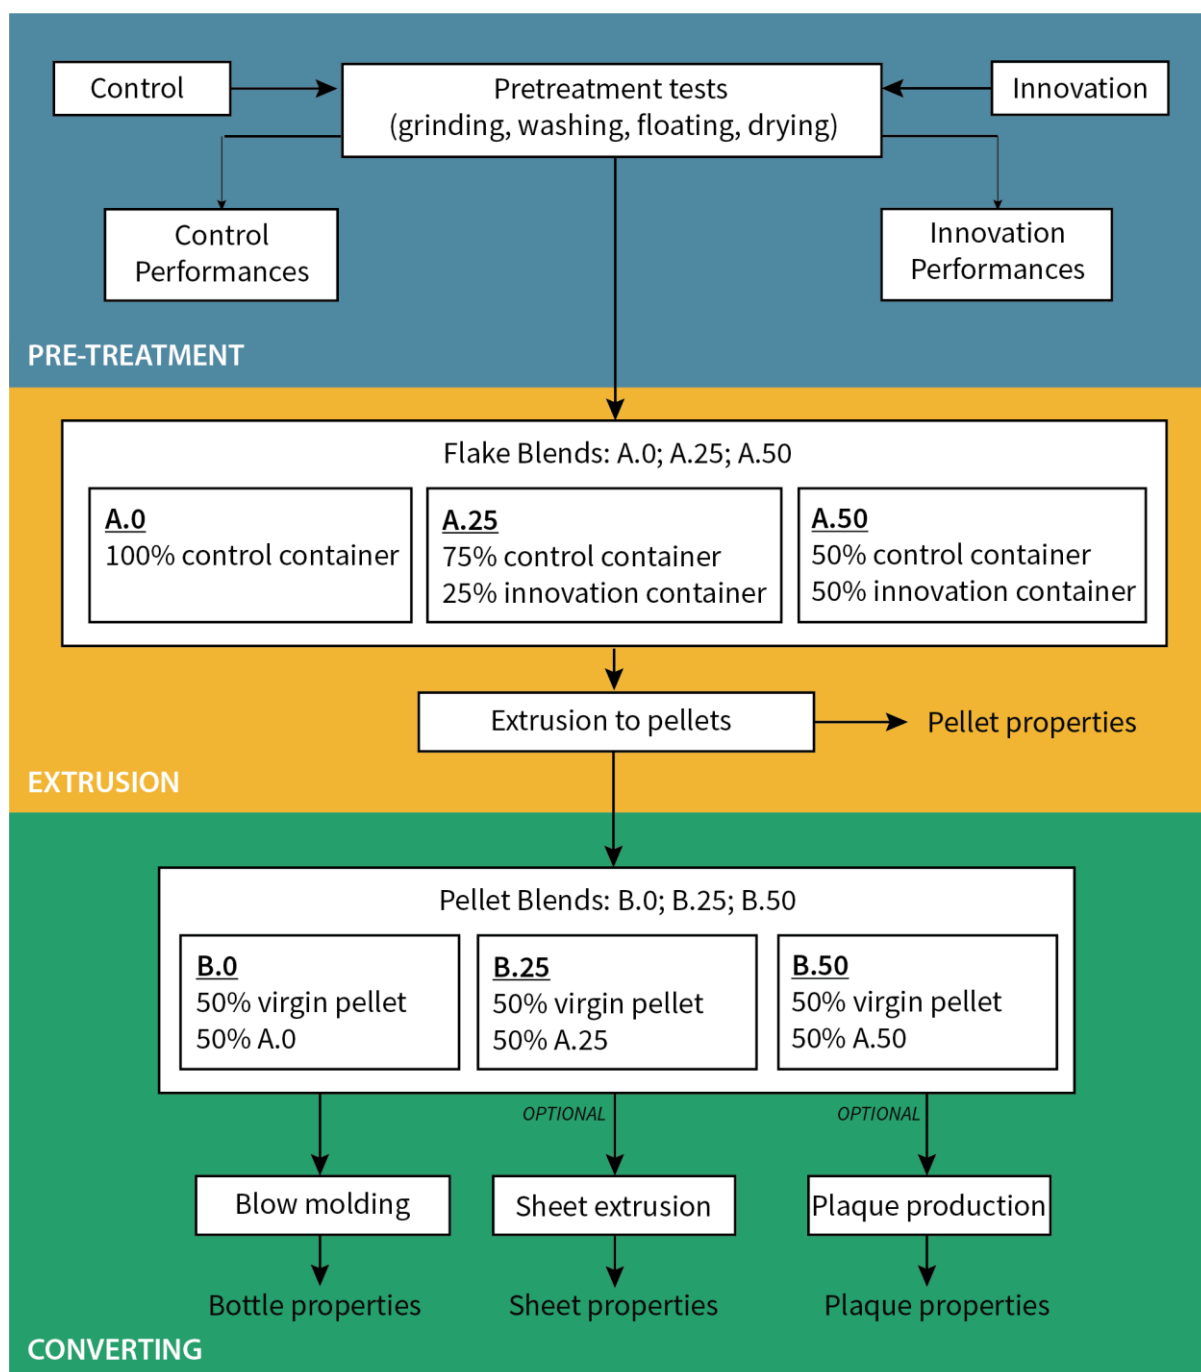 Control
Pretreatment tests
(grinding, washing, floating, drying)
Innovation
Control
Performances
Innovation
Performances
PRE-TREATMENT
Flake Blends: A.0; A.25; A.50
A.0
100% control container
A.25
75% control container
25% innovation container
A.50
50% control container
50% innovation container
Extrusion to pellets
Pellet properties
EXTRUSION
Pellet Blends: B.0; B.25; B.50
B.0
50% virgin pellet
50% A.0
B.25
50% virgin pellet
50% A.25
B.50
50% virgin pellet
50% A.50
OPTIONAL
OPTIONAL
Blow molding
Sheet extrusion
Plaque production
Bottle properties
Sheet properties
Plaque properties
CONVERTING